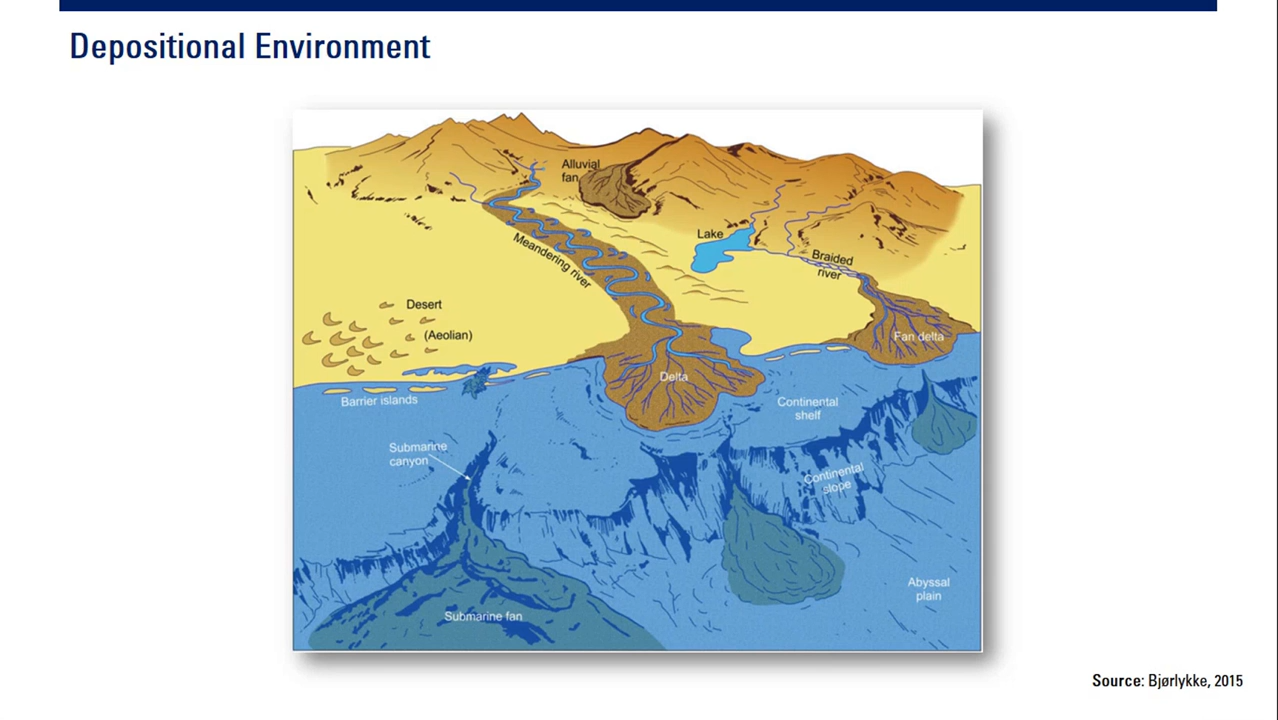 Depositional Environment
Alluvial
fan
Lake
Meandering river
Braided
river
Desert
(Aeolian)
Fan delta
Delta
Barrier islands
Continental
shelf
Submarine
canyon
Continental
slope
Abyssal
plain
Submarine fan
Source: Bjørlykke, 2015